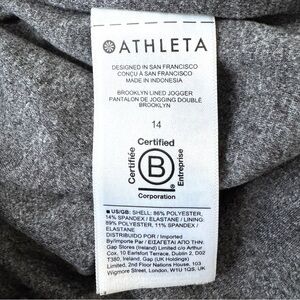 ATHLETA
DESIGNED IN SAN FRANCISCO
CONÇU À SAN FRANCISCO
MADE IN INDONESIA
BROOKLYN LINED JOGGER
PANTALON DE JOGGING DOUBLÉ
BROOKLYN
14
Certified
Certifiée
B
Entreprise
Corporation
US/GB: SHELL: 86% POLYESTER,
14% SPANDEX / ELASTANE / LINING:
89% POLYESTER, 11% SPANDEX /
ELASTANE
DISTRIBUIDO POR / Imported
By/Importé Par / ΕΙΣΑΓΕΤΑΙ ΑΠΟ ΤΗΝ:
Gap Stores (Ireland) Limited c/o Arthur
Cox, 10 Earlsfort Terrace, Dublin 2, D02
T380, Ireland. Gap (UK Holdings)
Limited, 2nd Floor Nations House, 103
Wigmore Street, London, W1U 1QS, UK